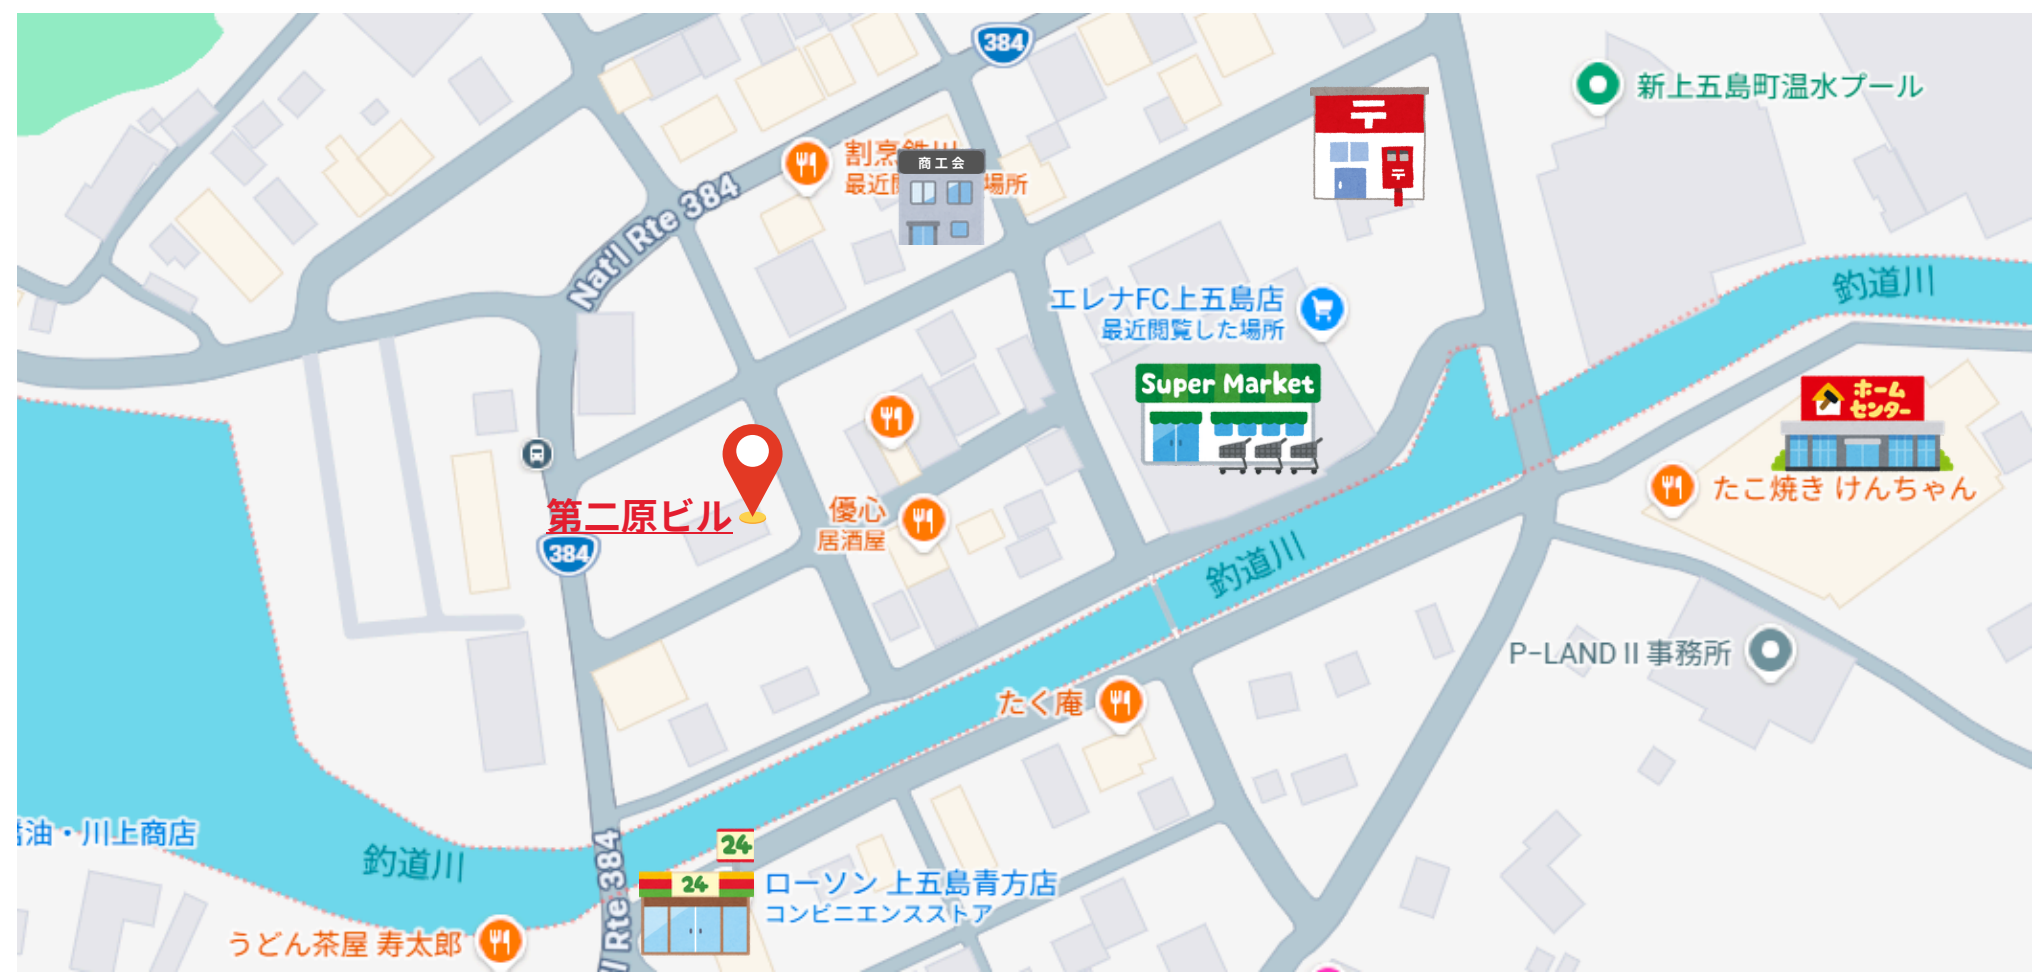 384
新上五島町温水プール
〒
〒
割烹
商工会
最近
場所
Nat'l Rte 384
釣道川
エレナFC上五島店
最近閲覧した場所
Super Market
ホーム
センター
たこ焼き けんちゃん
第二原ビル
優心
居酒屋
384
釣道川
P-LAND II 事務所
たく庵
油・川上商店
釣道川
Rte 384
24
24
ローソン 上五島青方店
コンビニエンスストア
うどん茶屋 寿太郎